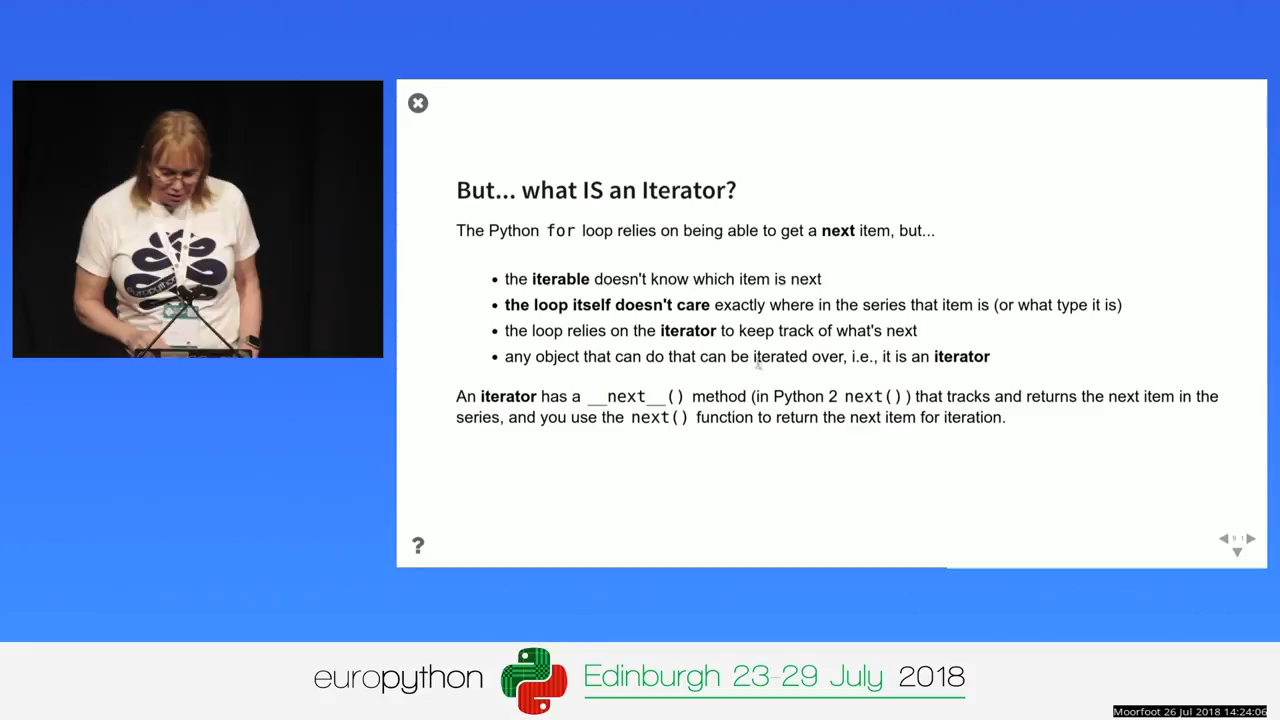 But... what IS an Iterator?
The Python for loop relies on being able to get a next item, but...
• the iterable doesn't know which item is next
• the loop itself doesn't care exactly where in the series that item is (or what type it is)
• the loop relies on the iterator to keep track of what's next
• any object that can do that can be iterated over, i.e., it is an iterator
An iterator has a __next__() method (in Python 2 next()) that tracks and returns the next item in the
series, and you use the next() function to return the next item for iteration.
?
9 1
europython
europython Edinburgh 23-29 July 2018
Moorfoot 26 Jul 2018 14:24:06